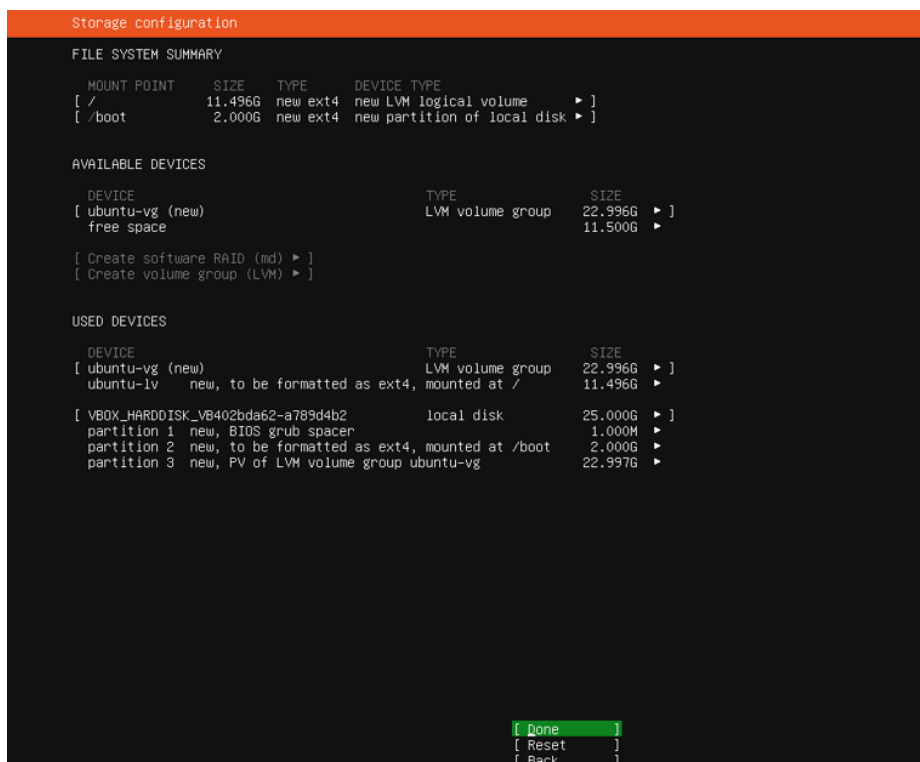 Storage configuration
FILE SYSTEM SUMMARY
MOUNT POINT SIZE TYPE DEVICE TYPE
[ / 11.496G new ext4 new LVM logical volume ▸ ]
[ /boot 2.000G new ext4 new partition of local disk ▸ ]
AVAILABLE DEVICES
DEVICE TYPE SIZE
[ ubuntu-vg (new) LVM volume group 22.996G ▸ ]
free space 11.500G ▸
[ Create software RAID (md) ▸ ]
[ Create volume group (LVM) ▸ ]
USED DEVICES
DEVICE TYPE SIZE
[ ubuntu-vg (new) LVM volume group 22.996G ▸ ]
ubuntu-lv new, to be formatted as ext4, mounted at / 11.496G ▸
[ VBOX_HARDDISK_VB402bda62-a789d4b2 local disk 25.000G ▸ ]
partition 1 new, BIOS grub spacer 1.000M ▸
partition 2 new, to be formatted as ext4, mounted at /boot 2.000G ▸
partition 3 new, PV of LVM volume group ubuntu-vg 22.997G ▸
[ Done ]
[ Reset ]
[ Back ]